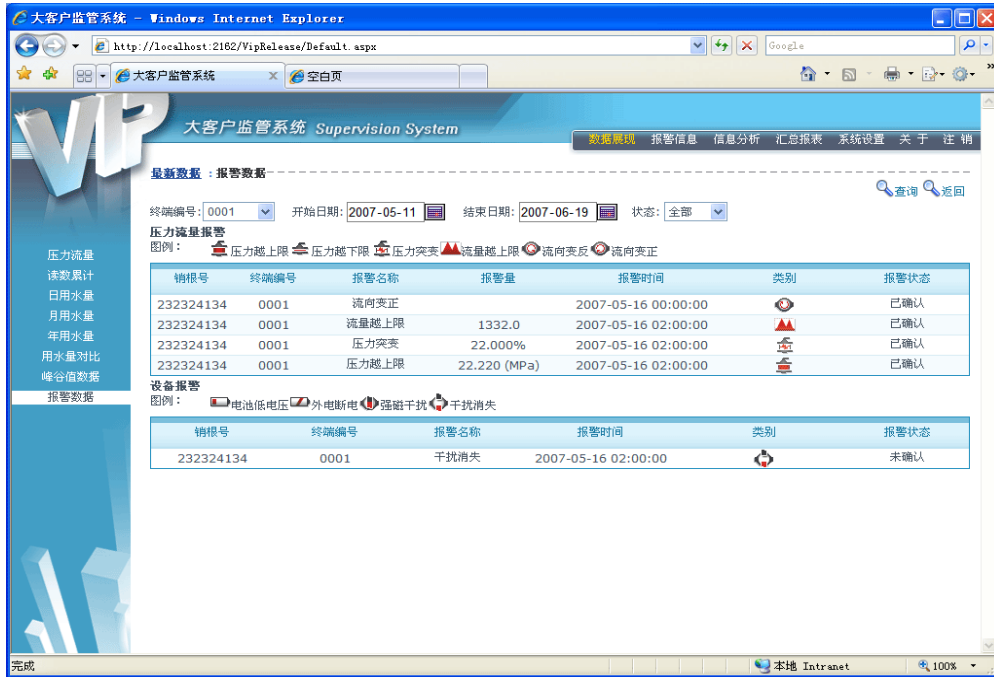 大客户监管系统 - Windows Internet Explorer
http://localhost:2162/VipRelease/Default.aspx
Google
大客户监管系统 X 空白页
VIP
大客户监管系统 Supervision System
数据展现 报警信息 信息分析 汇总报表 系统设置 关于 注销
最新数据 : 报警数据
查询 返回
终端编号: 0001 开始日期: 2007-05-11 结束日期: 2007-06-19 状态: 全部
压力流量报警
图例： 压力越上限 压力越下限 压力突变 流量越上限 流向变反 流向变正
压力流量
读数累计
日用水量
月用水量
年用水量
用水量对比
峰谷值数据
报警数据
销根号 终端编号 报警名称 报警量 报警时间 类别 报警状态
232324134 0001 流向变正 2007-05-16 00:00:00 已确认
232324134 0001 流量越上限 1332.0 2007-05-16 02:00:00 已确认
232324134 0001 压力突变 22.000% 2007-05-16 02:00:00 已确认
232324134 0001 压力越上限 22.220 (MPa) 2007-05-16 02:00:00 已确认
设备报警
图例： 电池低电压 外电断电 强磁干扰 干扰消失
销根号 终端编号 报警名称 报警时间 类别 报警状态
232324134 0001 干扰消失 2007-05-16 02:00:00 未确认
完成 本地 Intranet 100%